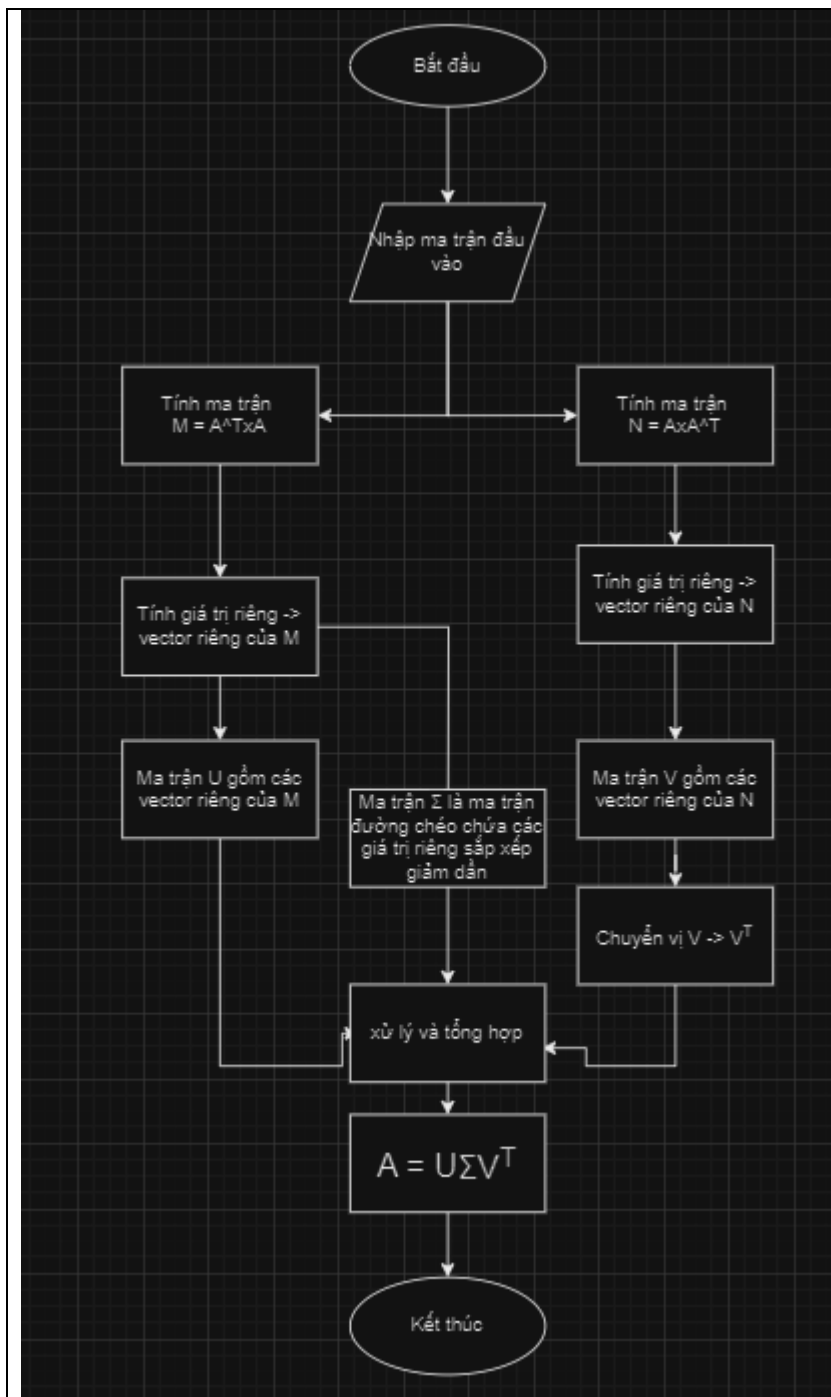 Bắt đầu
Nhập ma trận đầu
vào
Tính ma trận
M = A^TxA
Tính ma trận
N = AxA^T
Tính giá trị riêng ->
vector riêng của M
Tính giá trị riêng ->
vector riêng của N
Ma trận U gồm các
vector riêng của M
Ma trận Σ là ma trận
đường chéo chứa các
giá trị riêng sắp xếp
giảm dần
Ma trận V gồm các
vector riêng của N
Chuyển vị V -> Vᵀ
xử lý và tổng hợp
A = UΣVᵀ
Kết thúc